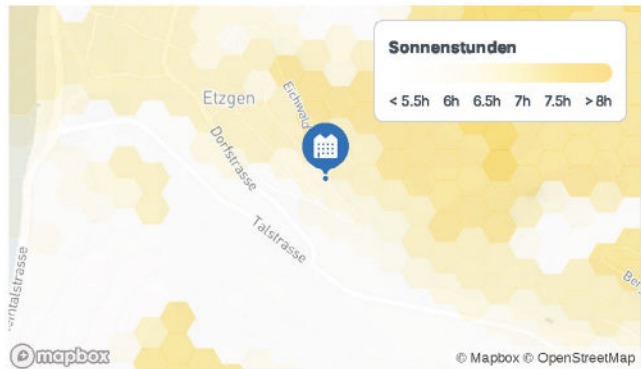 Sonnenstunden
< 5.5h 6h 6.5h 7h 7.5h > 8h
Etzgen
Eichwald
Dorfstrasse
Talstrasse
mapbox
© Mapbox © OpenStreetMap